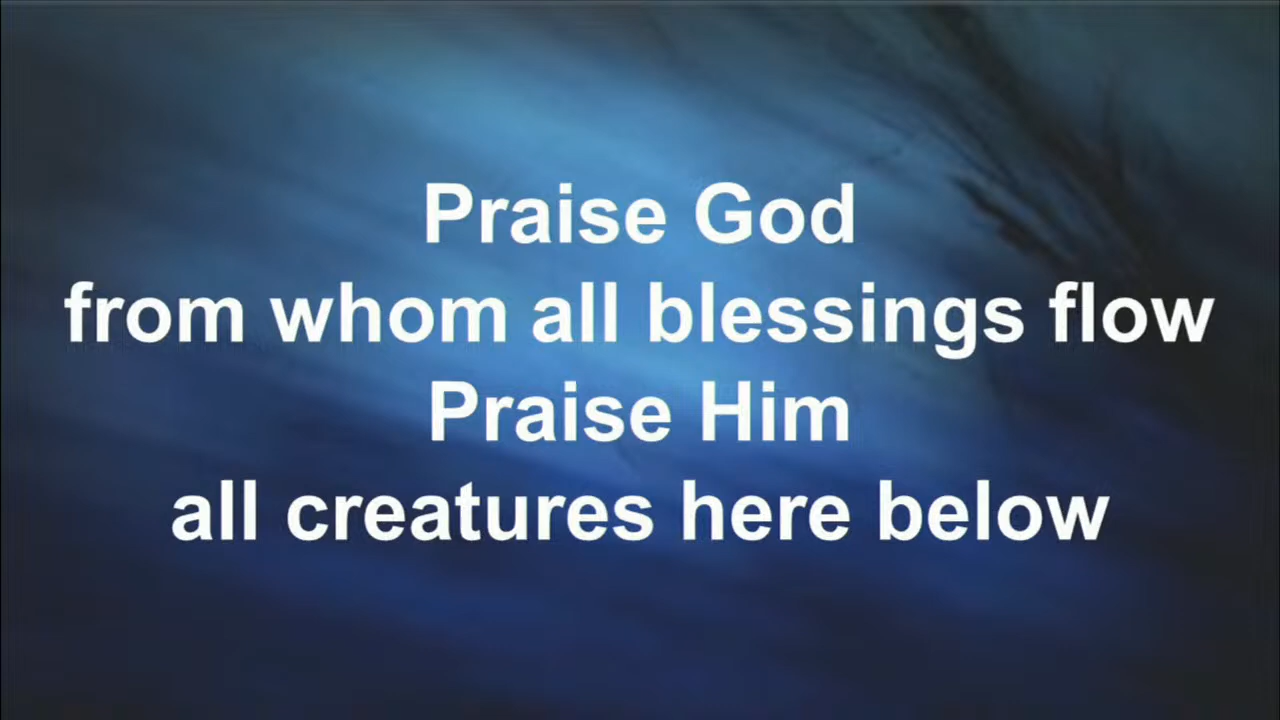 Praise God
from whom all blessings flow
Praise Him
all creatures here below